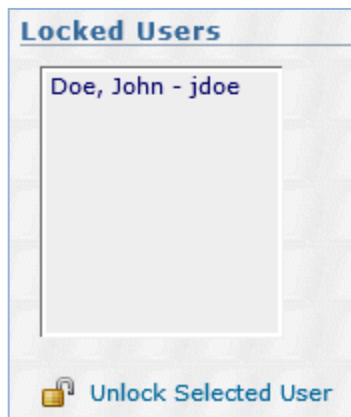 Locked Users
Doe, John - jdoe
Unlock Selected User